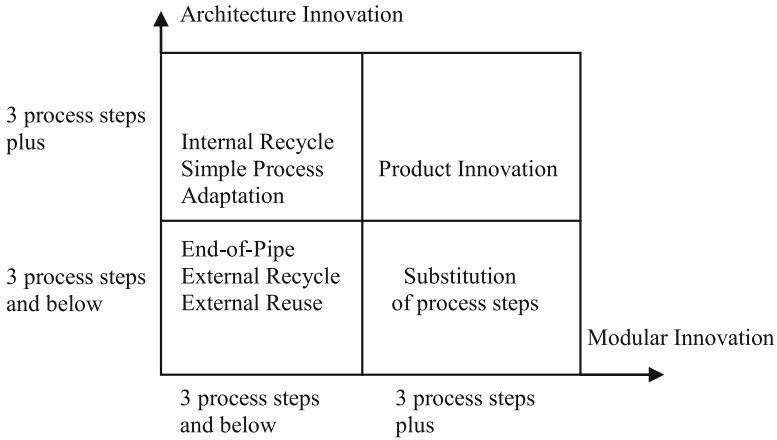 Architecture Innovation
3 process steps
plus
Internal Recycle
Simple Process
Adaptation
Product Innovation
3 process steps
and below
End-of-Pipe
External Recycle
External Reuse
Substitution
of process steps
Modular Innovation
3 process steps
and below
3 process steps
plus